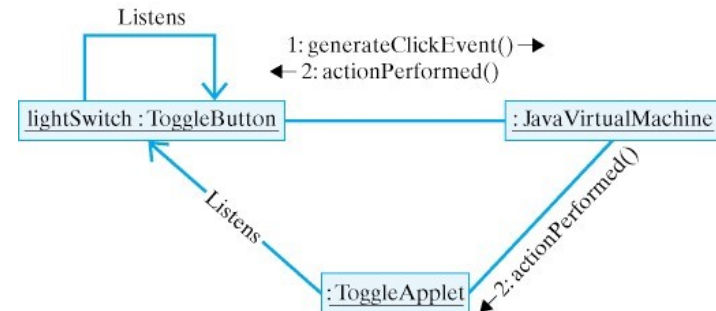 Listens
1: generateClickEvent()
2: actionPerformed()
lightSwitch : ToggleButton
: JavaVirtualMachine
Listens
2: actionPerformed()
: ToggleApplet